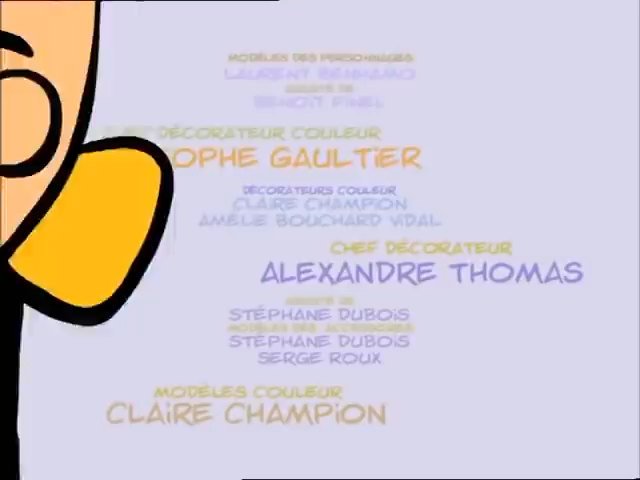 MODÈLES DES PERSONNAGES
LAURENT BENHAMO
ASSISTÉ DE
BENOÎT PINEL
CHEF DÉCORATEUR COULEUR
OPHE GAULTIER
DÉCORATEURS COULEUR
CLAIRE CHAMPION
AMÉLIE BOUCHARD VIDAL
CHEF DÉCORATEUR
ALEXANDRE THOMAS
ASSISTÉ DE
STÉPHANE DUBOIS
MODÈLES DES ACCESSOIRES
STÉPHANE DUBOIS
SERGE ROUX
MODÈLES COULEUR
CLAIRE CHAMPION